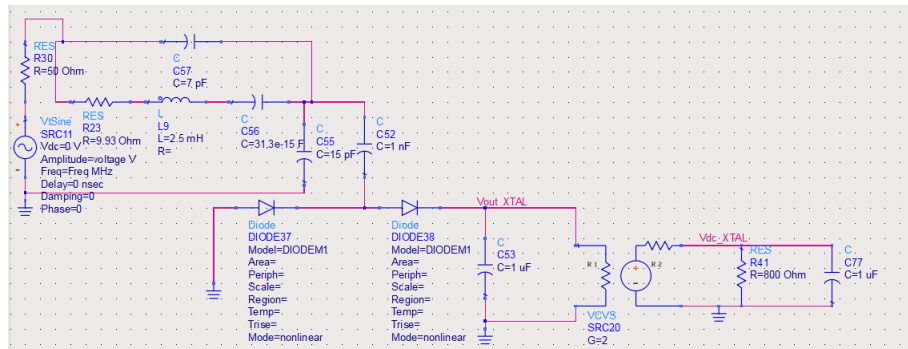 RES
R30
R=50 Ohm
C
C57
C=7 pF
VtSine
SRC11
Vdc=0 V
Amplitude=voltage V
Freq=Freq MHz
Delay=0 nsec
Damping=0
Phase=0
RES
R23
R=9.93 Ohm
L
L9
L=2.5 mH
R=
C
C56
C=31.3e-15 F
C
C55
C=15 pF
C
C52
C=1 nF
Diode
DIODE37
Model=DIODEM1
Area=
Periph=
Scale=
Region=
Temp=
Trise=
Mode=nonlinear
Diode
DIODE38
Model=DIODEM1
Area=
Periph=
Scale=
Region=
Temp=
Trise=
Mode=nonlinear
Vout_XTAL
C
C53
C=1 uF
R1
R2
VCVS
SRC20
G=2
Vdc_XTAL
RES
R41
R=800 Ohm
C
C77
C=1 uF